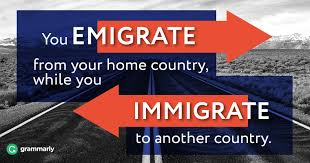 You EMIGRATE
from your home country,
while you
IMMIGRATE
to another country.
grammarly